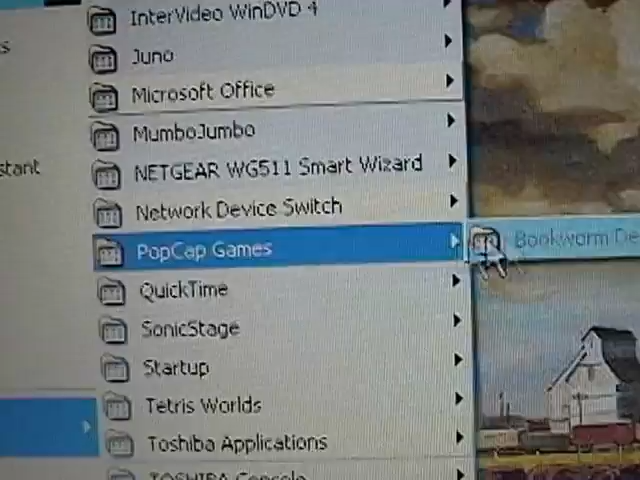 InterVideo WinDVD 4
Juno
Microsoft Office
MumboJumbo
stant
NETGEAR WG511 Smart Wizard
Network Device Switch
PopCap Games
Bookworm De
QuickTime
SonicStage
Startup
Tetris Worlds
Toshiba Applications
TOSHIBA Console